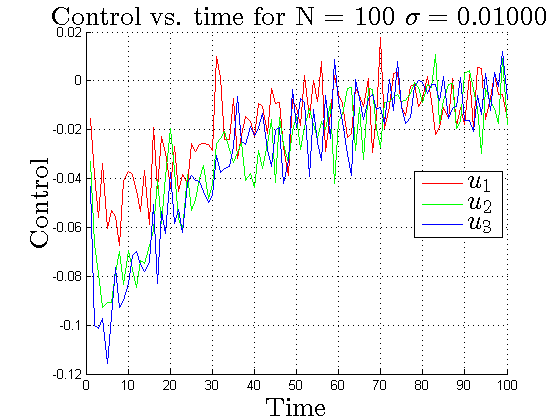 Control vs. time for N = 100 σ = 0.01000
0.02
0
-0.02
-0.04
-0.06
-0.08
-0.1
-0.12
Control
u1
u2
u3
0 10 20 30 40 50 60 70 80 90 100
Time